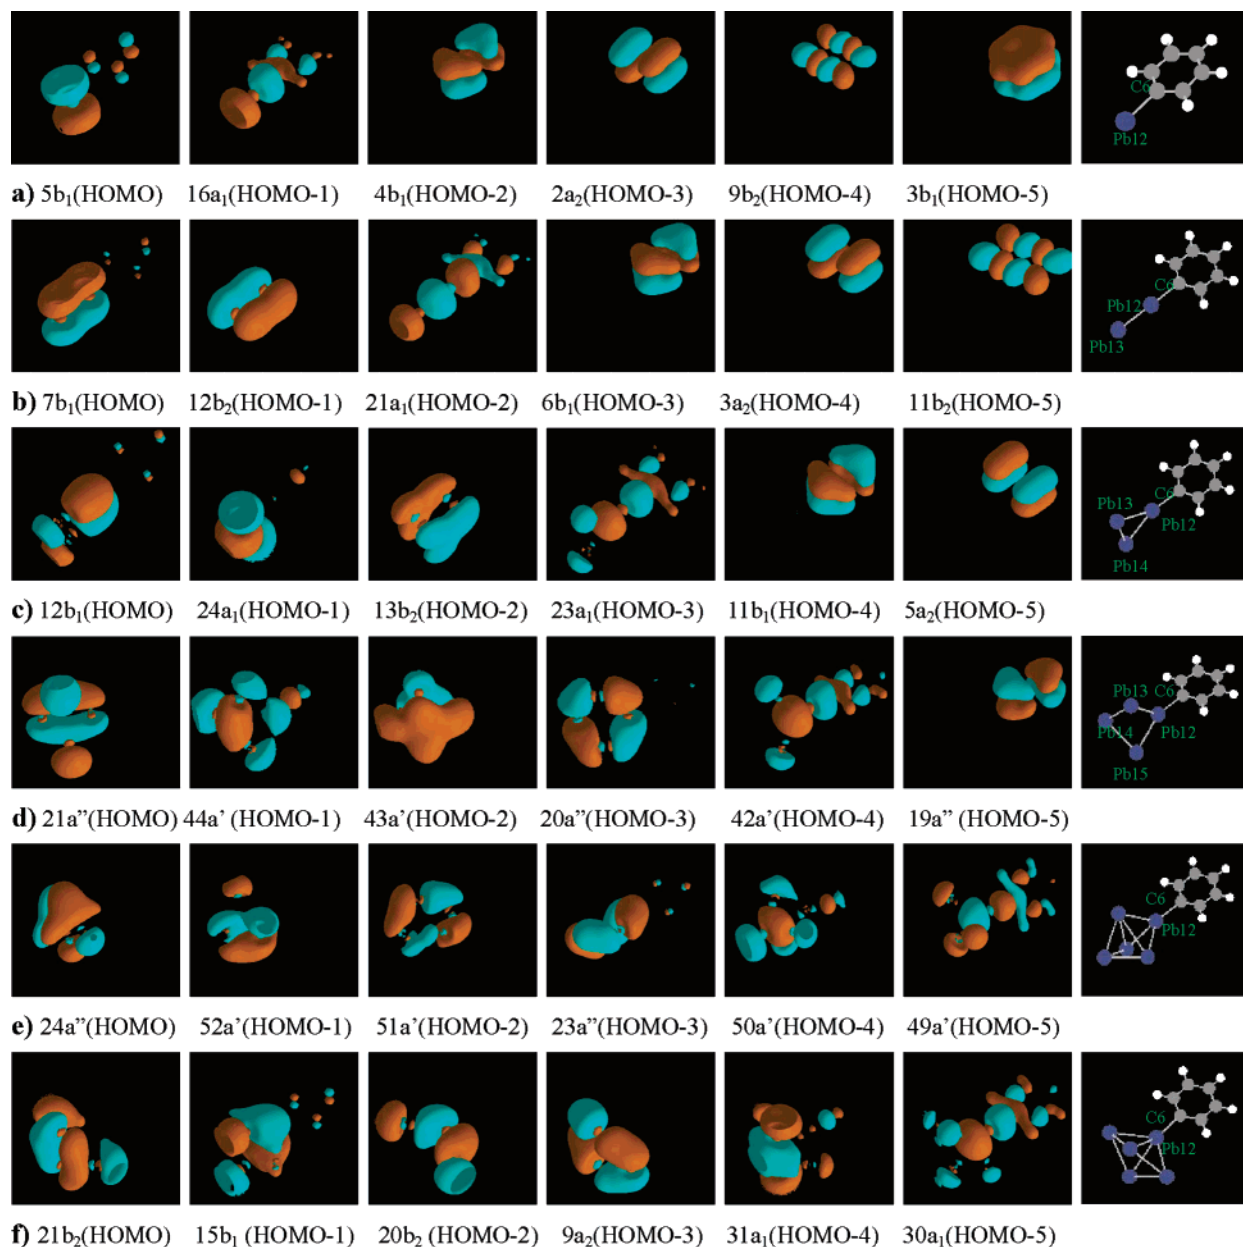 C6
Pb12
a) 5b₁(HOMO) 16a₁(HOMO-1) 4b₁(HOMO-2) 2a₂(HOMO-3) 9b₂(HOMO-4) 3b₁(HOMO-5)
C6
Pb12
Pb13
b) 7b₁(HOMO) 12b₂(HOMO-1) 21a₁(HOMO-2) 6b₁(HOMO-3) 3a₂(HOMO-4) 11b₂(HOMO-5)
C6
Pb13
Pb12
Pb14
c) 12b₁(HOMO) 24a₁(HOMO-1) 13b₂(HOMO-2) 23a₁(HOMO-3) 11b₁(HOMO-4) 5a₂(HOMO-5)
Pb13 C6
Pb14 Pb12
Pb15
d) 21a”(HOMO) 44a’ (HOMO-1) 43a’(HOMO-2) 20a”(HOMO-3) 42a’(HOMO-4) 19a” (HOMO-5)
C6
Pb12
e) 24a”(HOMO) 52a’(HOMO-1) 51a’(HOMO-2) 23a”(HOMO-3) 50a’(HOMO-4) 49a’(HOMO-5)
C6
Pb12
f) 21b₂(HOMO) 15b₁ (HOMO-1) 20b₂ (HOMO-2) 9a₂(HOMO-3) 31a₁(HOMO-4) 30a₁(HOMO-5)